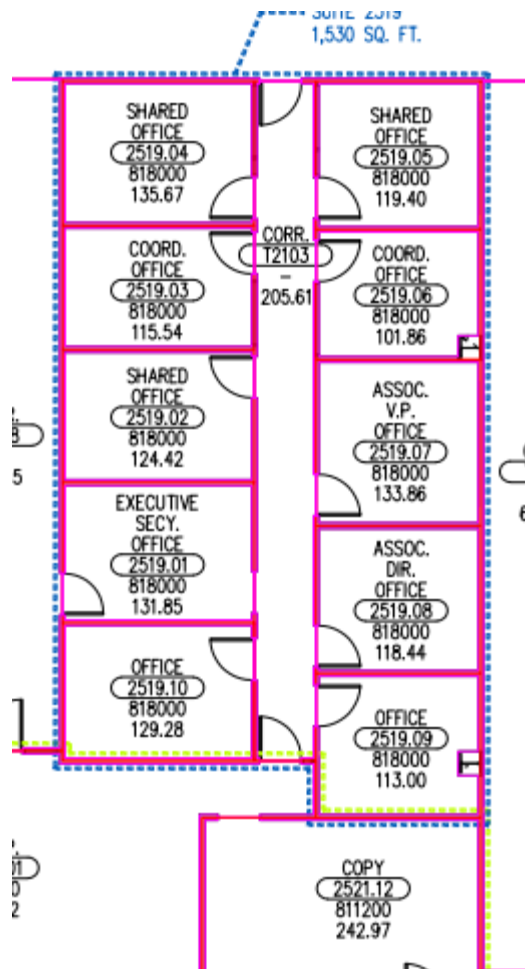 SUITE 2519
1,530 SQ. FT.
SHARED
OFFICE
2519.04
818000
135.67
SHARED
OFFICE
2519.05
818000
119.40
CORR.
T2103
-
205.61
COORD.
OFFICE
2519.03
818000
115.54
COORD.
OFFICE
2519.06
818000
101.86
SHARED
OFFICE
2519.02
818000
124.42
ASSOC.
V.P.
OFFICE
2519.07
818000
133.86
EXECUTIVE
SECY.
OFFICE
2519.01
818000
131.85
ASSOC.
DIR.
OFFICE
2519.08
818000
118.44
OFFICE
2519.10
818000
129.28
OFFICE
2519.09
818000
113.00
COPY
2521.12
811200
242.97